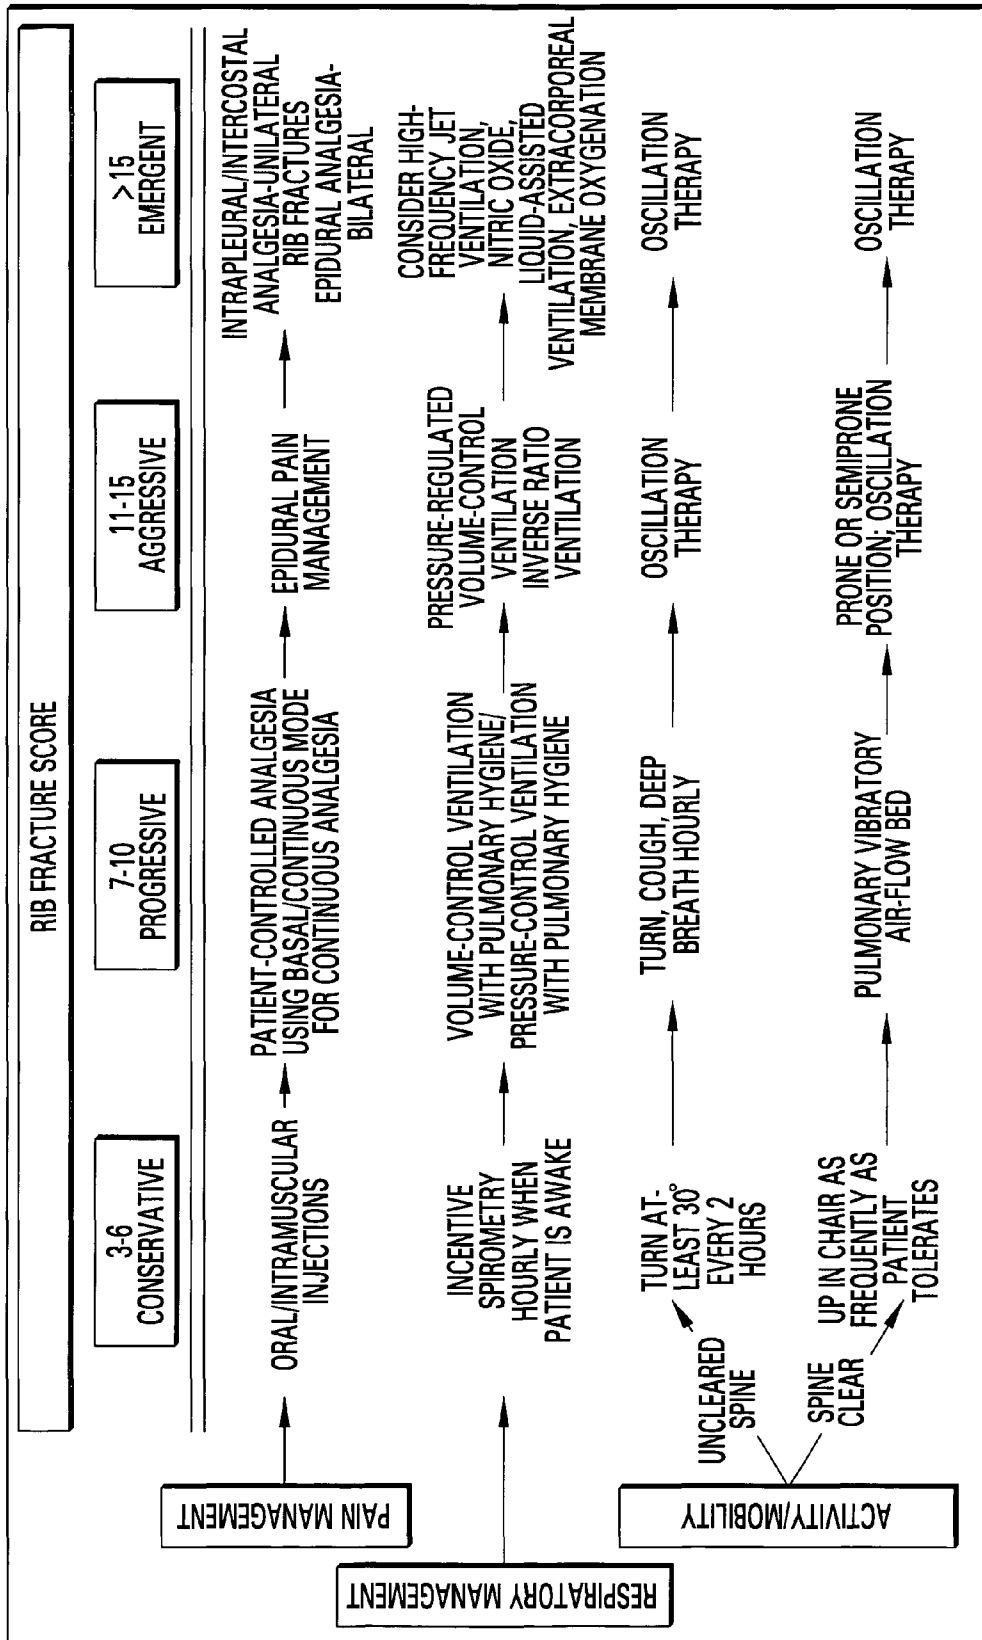 RIB FRACTURE SCORE
3-6
CONSERVATIVE
7-10
PROGRESSIVE
11-15
AGGRESSIVE
>15
EMERGENT
PAIN MANAGEMENT
ORAL/INTRAMUSCULAR
INJECTIONS
PATIENT-CONTROLLED ANALGESIA
USING BASAL/CONTINUOUS MODE
FOR CONTINUOUS ANALGESIA
EPIDURAL PAIN
MANAGEMENT
INTRAPLEURAL/INTERCOSTAL
ANALGESIA-UNILATERAL
RIB FRACTURES
EPIDURAL ANALGESIA-
BILATERAL
RESPIRATORY MANAGEMENT
INCENTIVE
SPIROMETRY
HOURLY WHEN
PATIENT IS AWAKE
VOLUME-CONTROL VENTILATION
WITH PULMONARY HYGIENE/
PRESSURE-CONTROL VENTILATION
WITH PULMONARY HYGIENE
PRESSURE-REGULATED
VOLUME-CONTROL
VENTILATION
INVERSE RATIO
VENTILATION
CONSIDER HIGH-
FREQUENCY JET
VENTILATION,
NITRIC OXIDE,
LIQUID-ASSISTED
VENTILATION, EXTRACORPOREAL
MEMBRANE OXYGENATION
ACTIVITY/MOBILITY
UNCLEARED
SPINE
TURN AT-
LEAST 30°
EVERY 2
HOURS
TURN, COUGH, DEEP
BREATH HOURLY
OSCILLATION
THERAPY
OSCILLATION
THERAPY
SPINE
CLEAR
UP IN CHAIR AS
FREQUENTLY AS
PATIENT
TOLERATES
PULMONARY VIBRATORY
AIR-FLOW BED
PRONE OR SEMIPRONE
POSITION; OSCILLATION
THERAPY
OSCILLATION
THERAPY